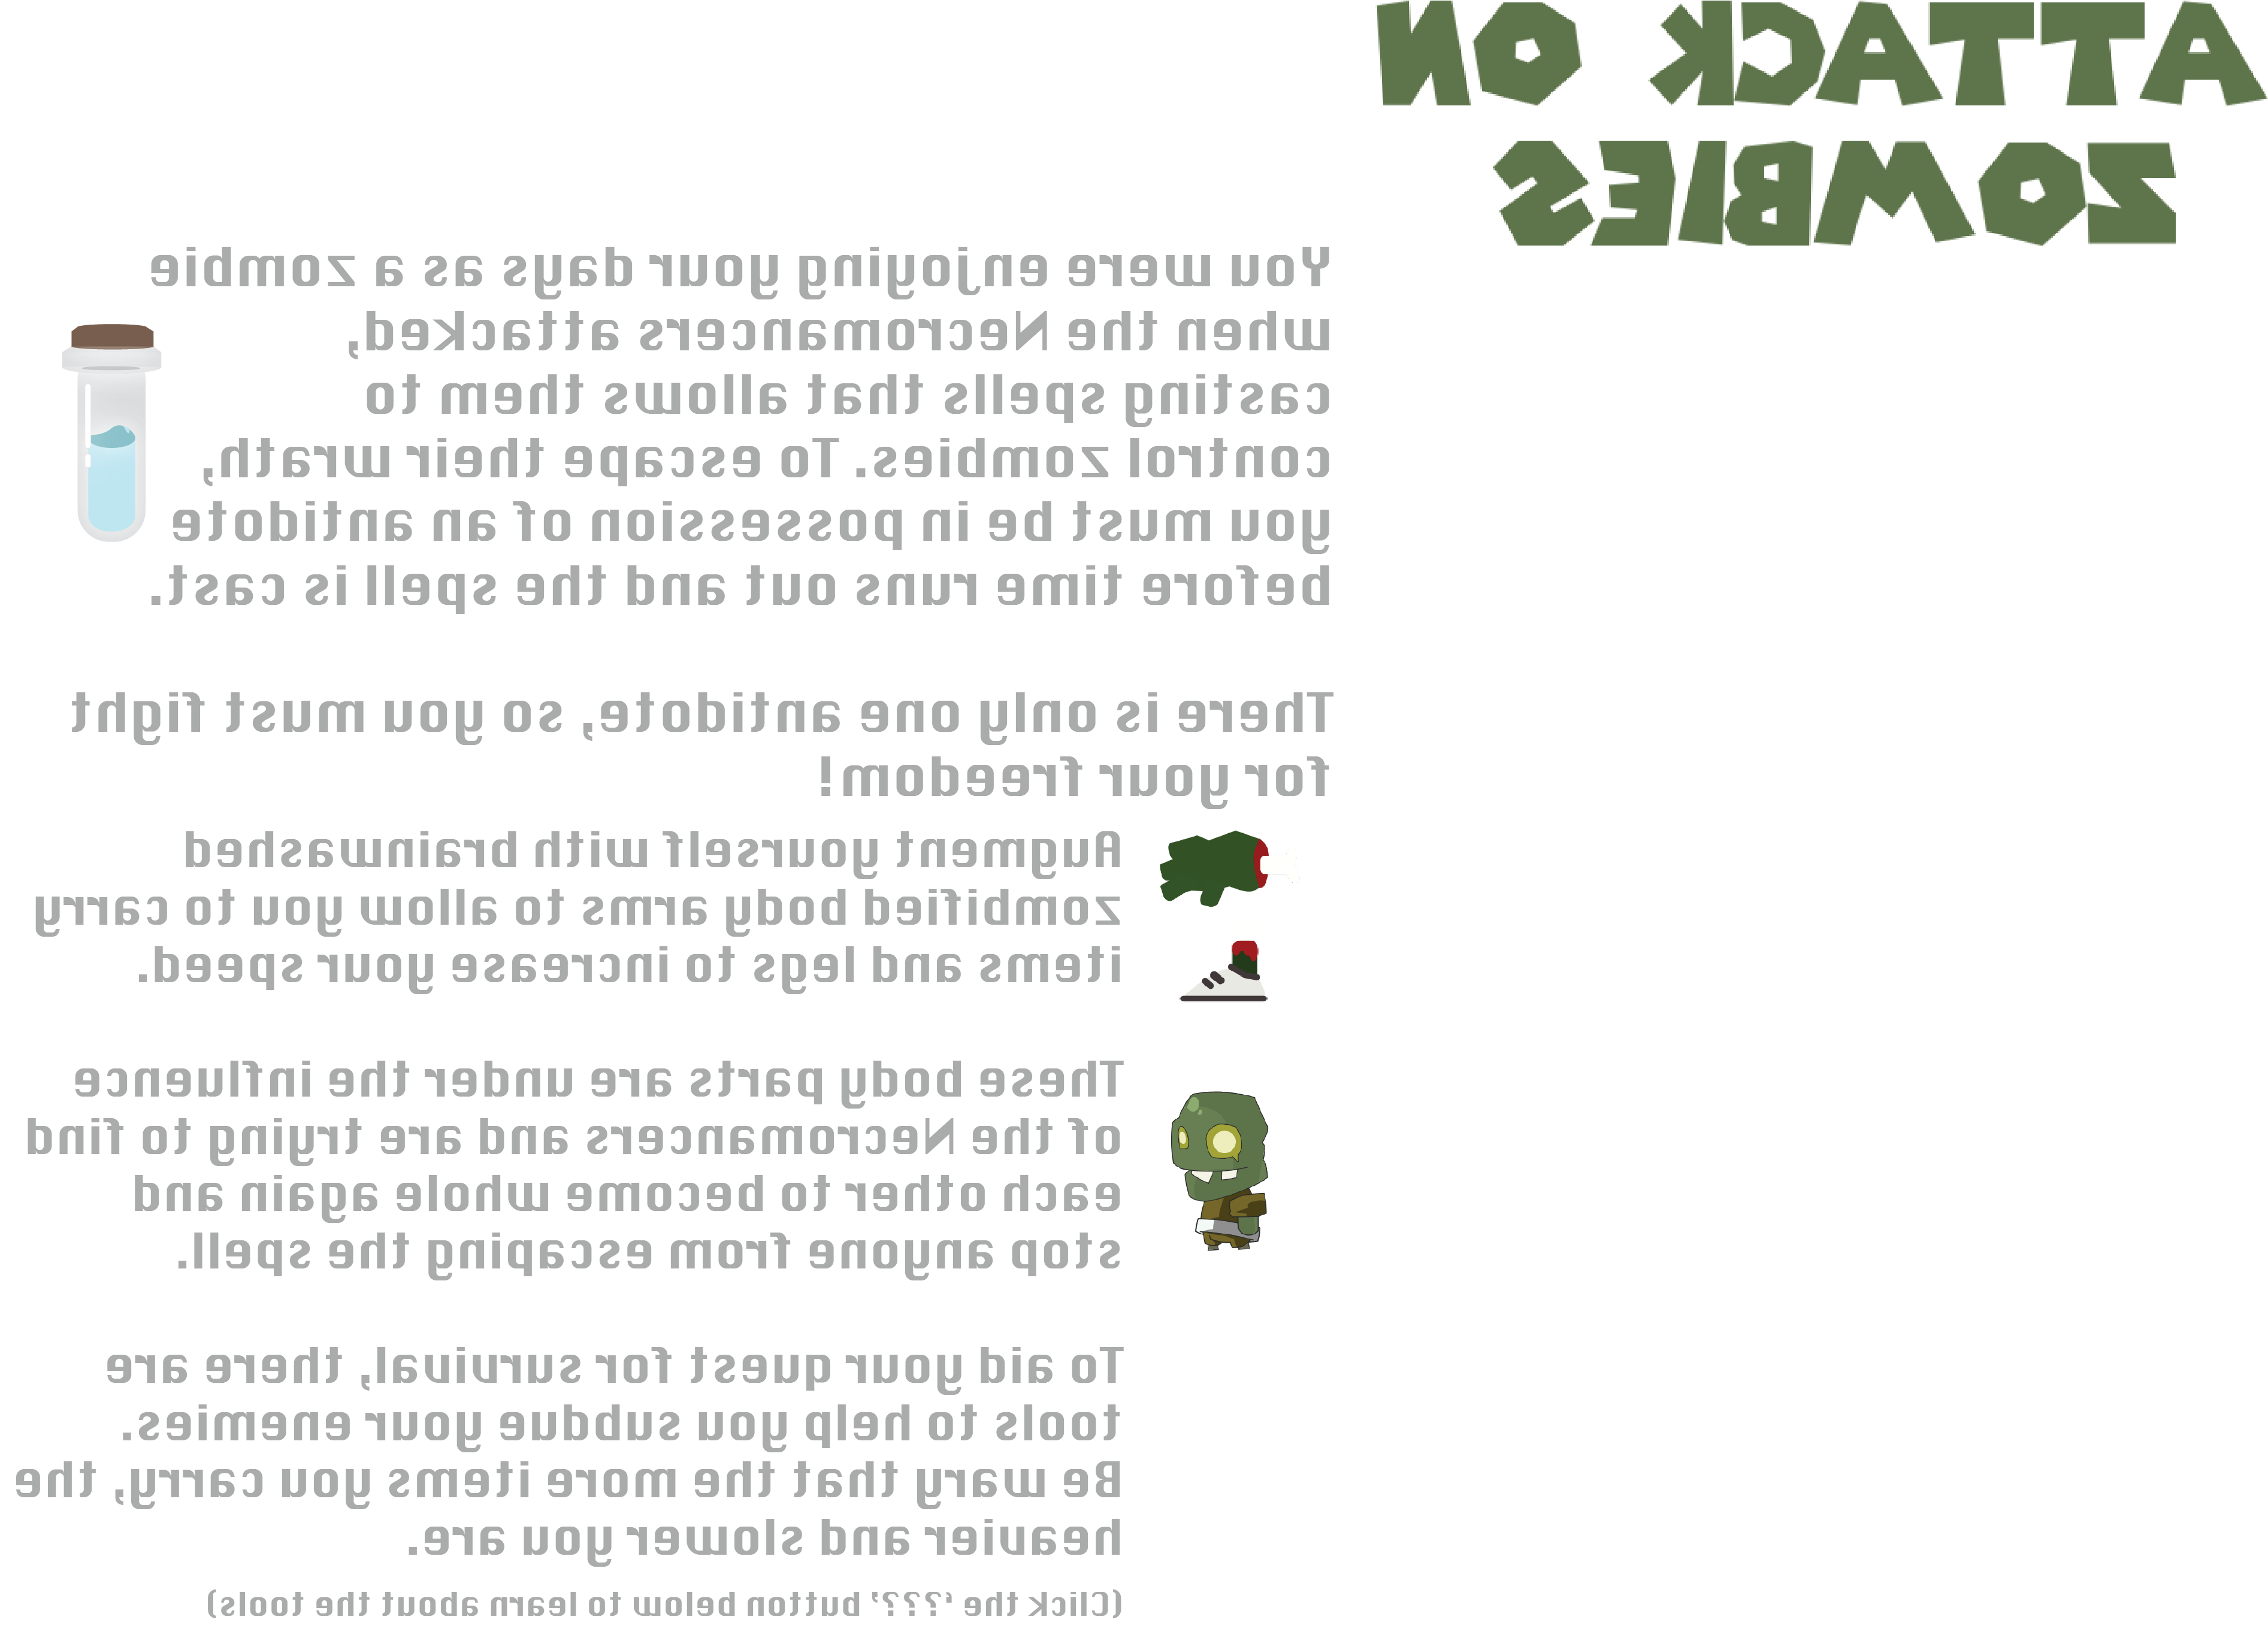 ATTACK ON
ZOMBIES
You were enjoying your days as a zombie
when the Necromancers attacked,
casting spells that allows them to
control zombies. To escape their wrath,
you must be in possession of an antidote
before time runs out and the spell is cast.
There is only one antidote, so you must fight
for your freedom!
Augment yourself with brainwashed
zombified body arms to allow you to carry
items and legs to increase your speed.
These body parts are under the influence
of the Necromancers and are trying to find
each other to become whole again and
stop anyone from escaping the spell.
To aid your quest for survival, there are
tools to help you subdue your enemies.
Be wary that the more items you carry, the
heavier and slower you are.
(Click the ‘???’ button below to learn about the tools)